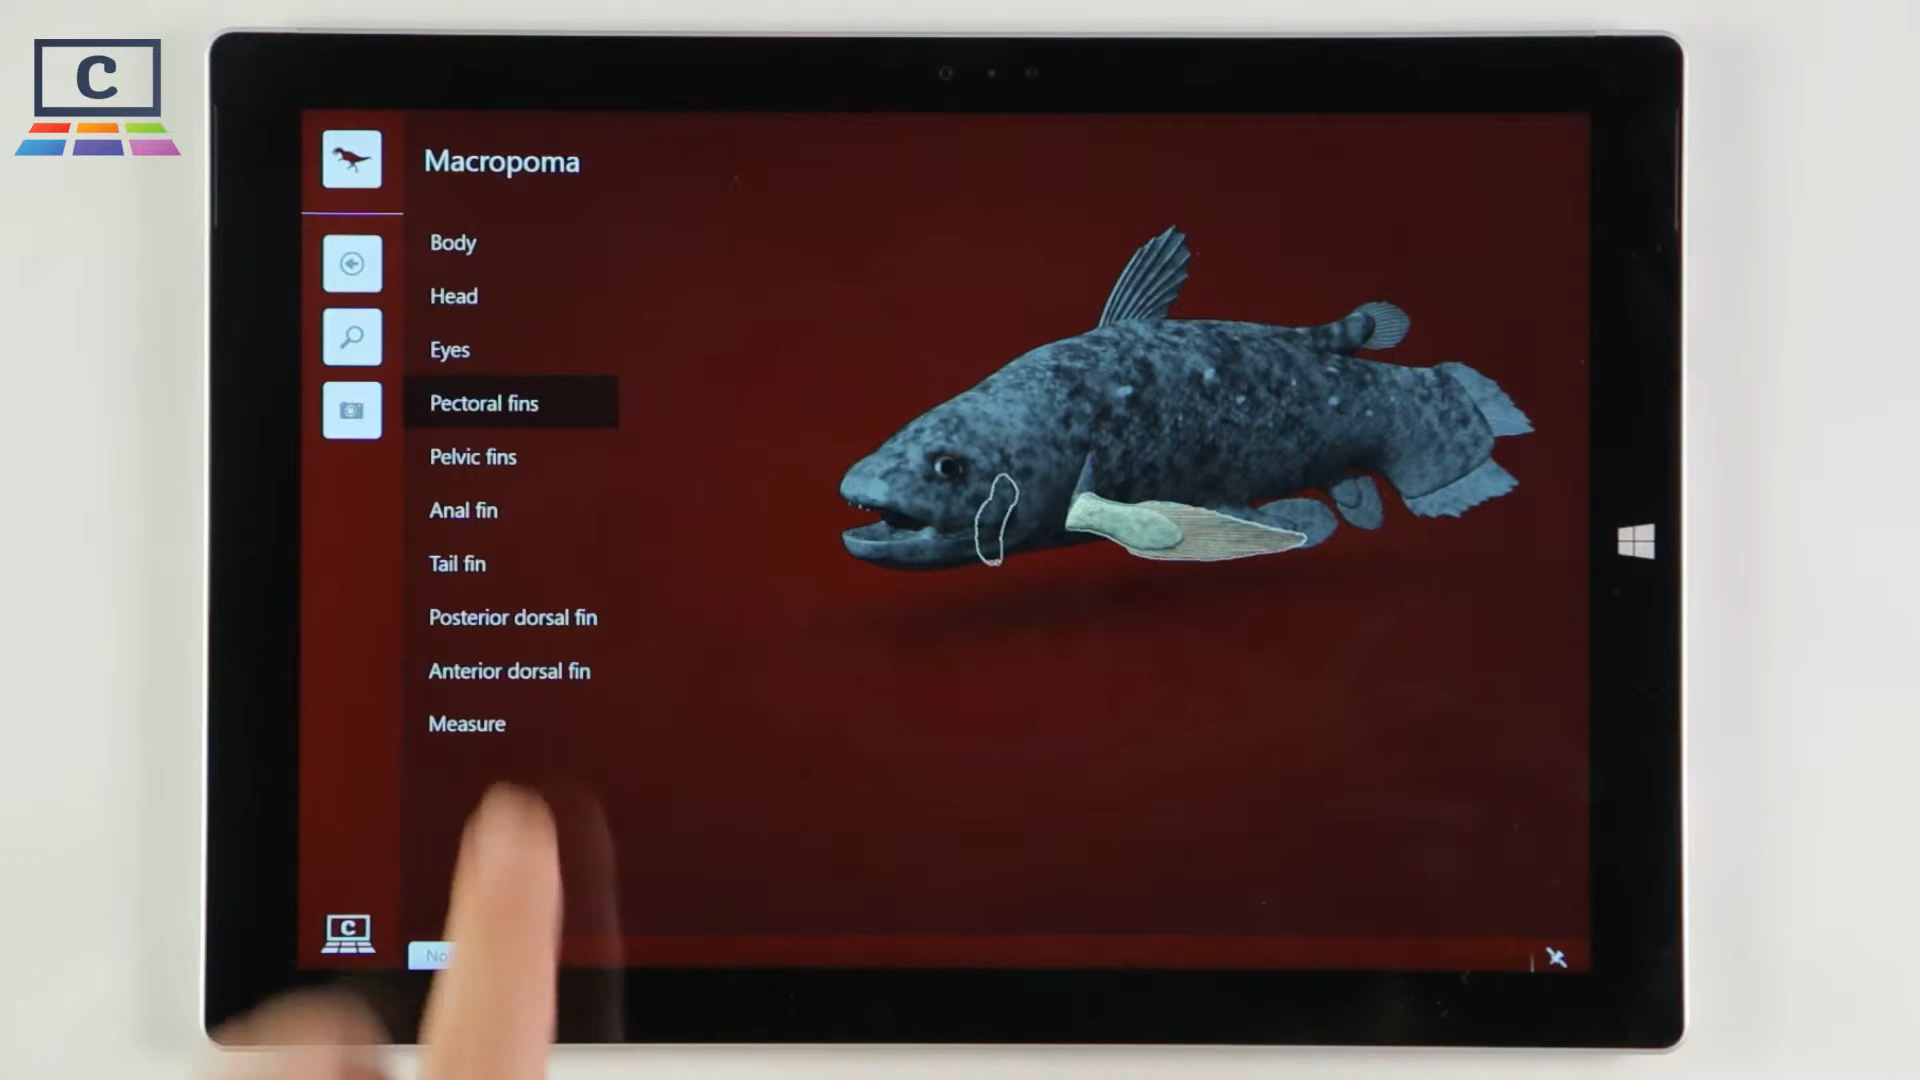 C
Macropoma
Body
Head
Eyes
Pectoral fins
Pelvic fins
Anal fin
Tail fin
Posterior dorsal fin
Anterior dorsal fin
Measure
C